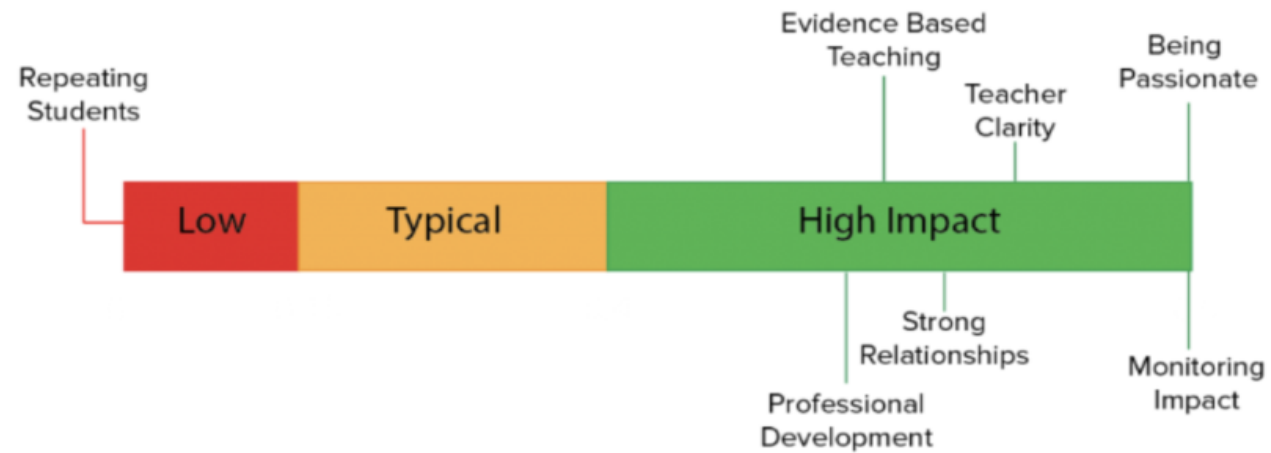 Evidence Based
Teaching
Being
Passionate
Repeating
Students
Teacher
Clarity
Low
Typical
High Impact
Strong
Relationships
Monitoring
Impact
Professional
Development